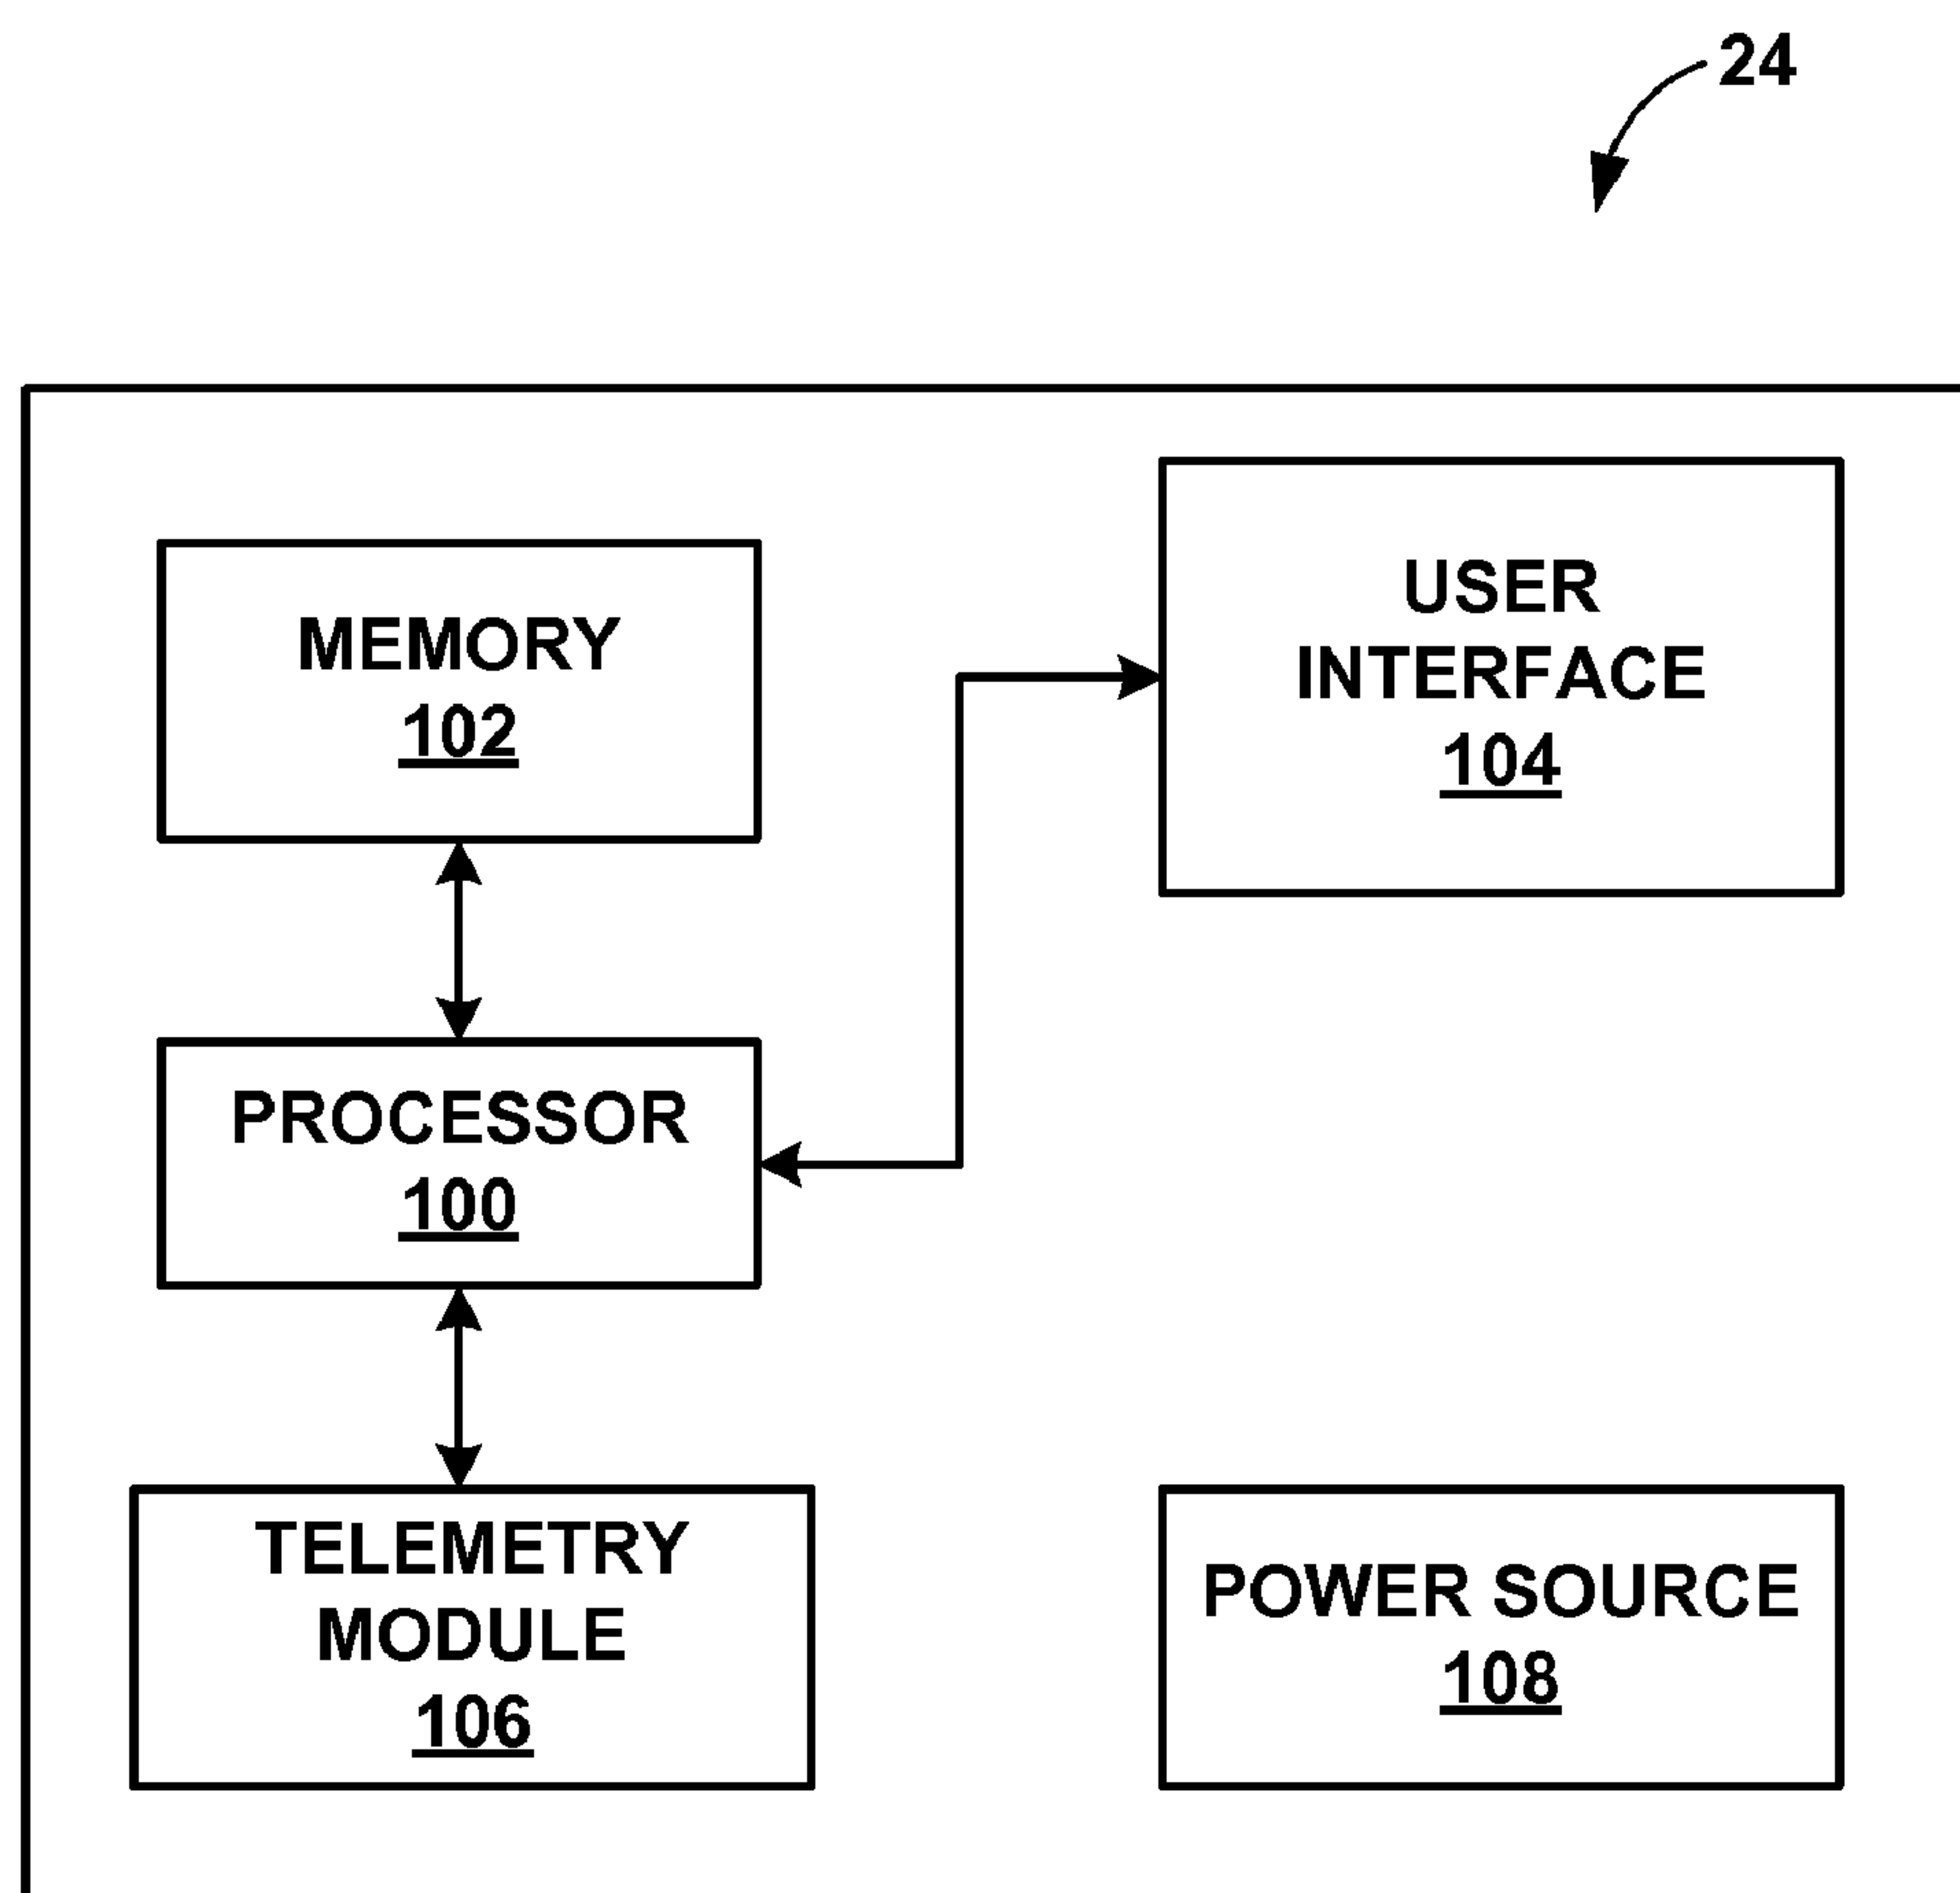 24
MEMORY
102
USER
INTERFACE
104
PROCESSOR
100
TELEMETRY
MODULE
106
POWER SOURCE
108